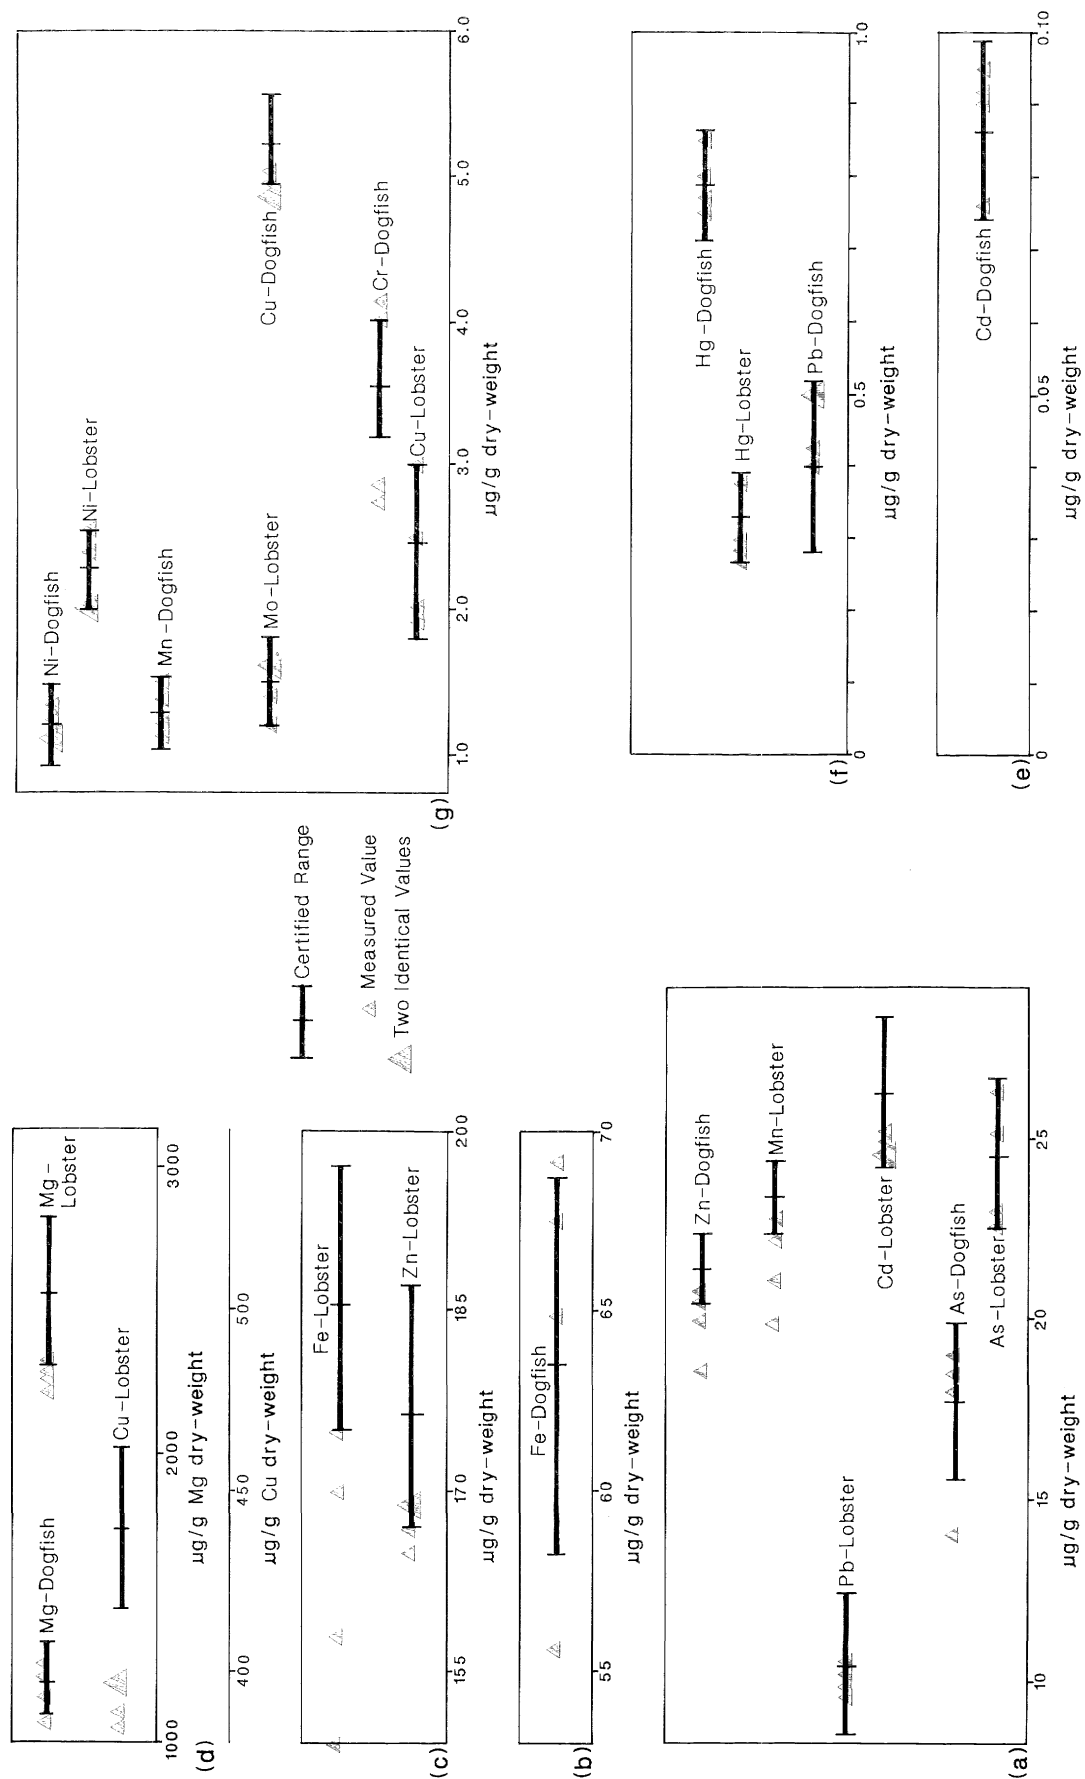 Mg-Dogfish
Mg-
Lobster
Cu-Lobster
1000
2000
3000
(d)
µg/g Mg dry-weight
400
450
500
µg/g Cu dry-weight
Fe-Lobster
Zn-Lobster
155
170
185
200
(c)
µg/g dry-weight
Fe-Dogfish
55
60
65
70
(b)
µg/g dry-weight
Zn-Dogfish
Mn-Lobster
Pb-Lobster
Cd-Lobster
As-Dogfish
As-Lobster
10
15
20
25
(a)
µg/g dry-weight
Certified Range
Measured Value
Two Identical Values
Ni-Dogfish
Ni-Lobster
Mn-Dogfish
Mo-Lobster
Cu-Dogfish
Cr-Dogfish
Cu-Lobster
1.0
2.0
3.0
4.0
5.0
6.0
(g)
µg/g dry-weight
Hg-Dogfish
Hg-Lobster
Pb-Dogfish
0
0.5
1.0
(f)
µg/g dry-weight
Cd-Dogfish
0
0.05
0.10
(e)
µg/g dry-weight